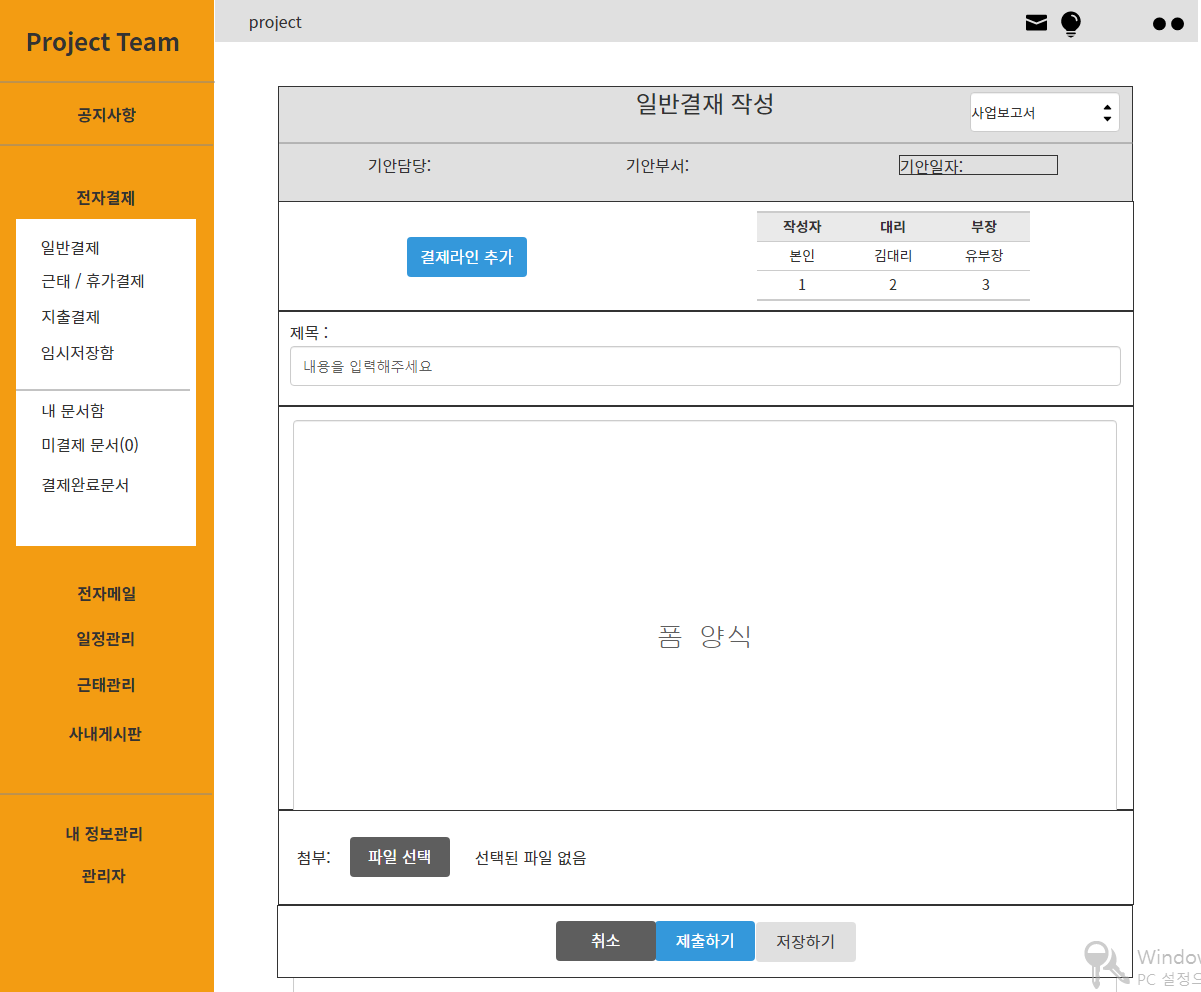 Project Team
공지사항
전자결제
일반결제
근태 / 휴가결제
지출결제
임시저장함
내 문서함
미결제 문서(0)
결제완료문서
전자메일
일정관리
근태관리
사내게시판
내 정보관리
관리자
project
일반결재 작성
사업보고서
기안담당: 기안부서: 기안일자:
결제라인 추가
작성자 대리 부장
본인 김대리 유부장
1 2 3
제목 :
내용을 입력해주세요
폼 양식
첨부: 파일 선택 선택된 파일 없음
취소 제출하기 저장하기
Window
PC 설정으